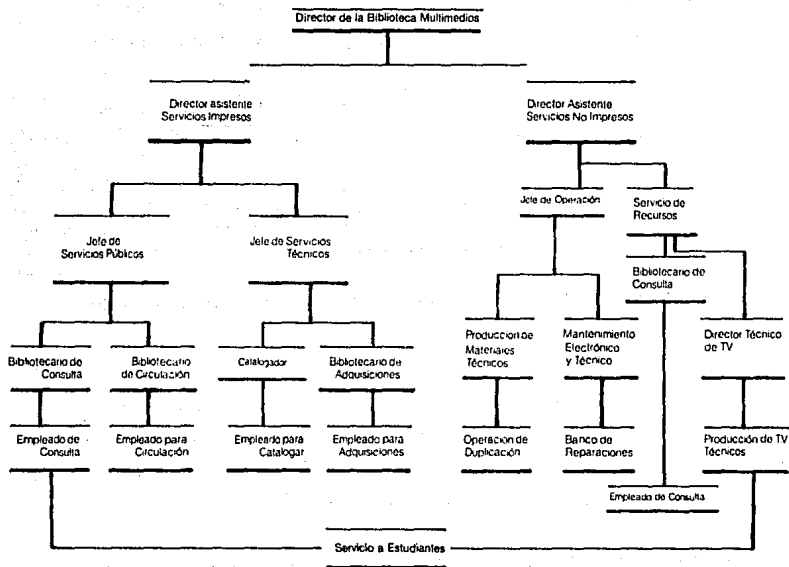 Director de la Biblioteca Multimedios
Director asistente
Servicios Impresos
Director Asistente
Servicios No Impresos
Jefe de
Servicios Públicos
Jefe de Servicios
Técnicos
Jefe de Operación
Servicio de
Recursos
Bibliotecario de
Consulta
Bibliotecario de
Consulta
Bibliotecario
de Circulación
Catalogador
Bibliotecario de
Adquisiciones
Produccion de
Materiales
Técnicos
Mantenimiento
Electrónico
y Técnico
Director Técnico
de TV
Empleado de
Consulta
Empleado para
Circulación
Empleado para
Catalogar
Empleado para
Adquisiciones
Operacion de
Duplicación
Banco de
Reparaciones
Producción de TV
Técnicos
Empleado de Consulta
Servicio a Estudiantes